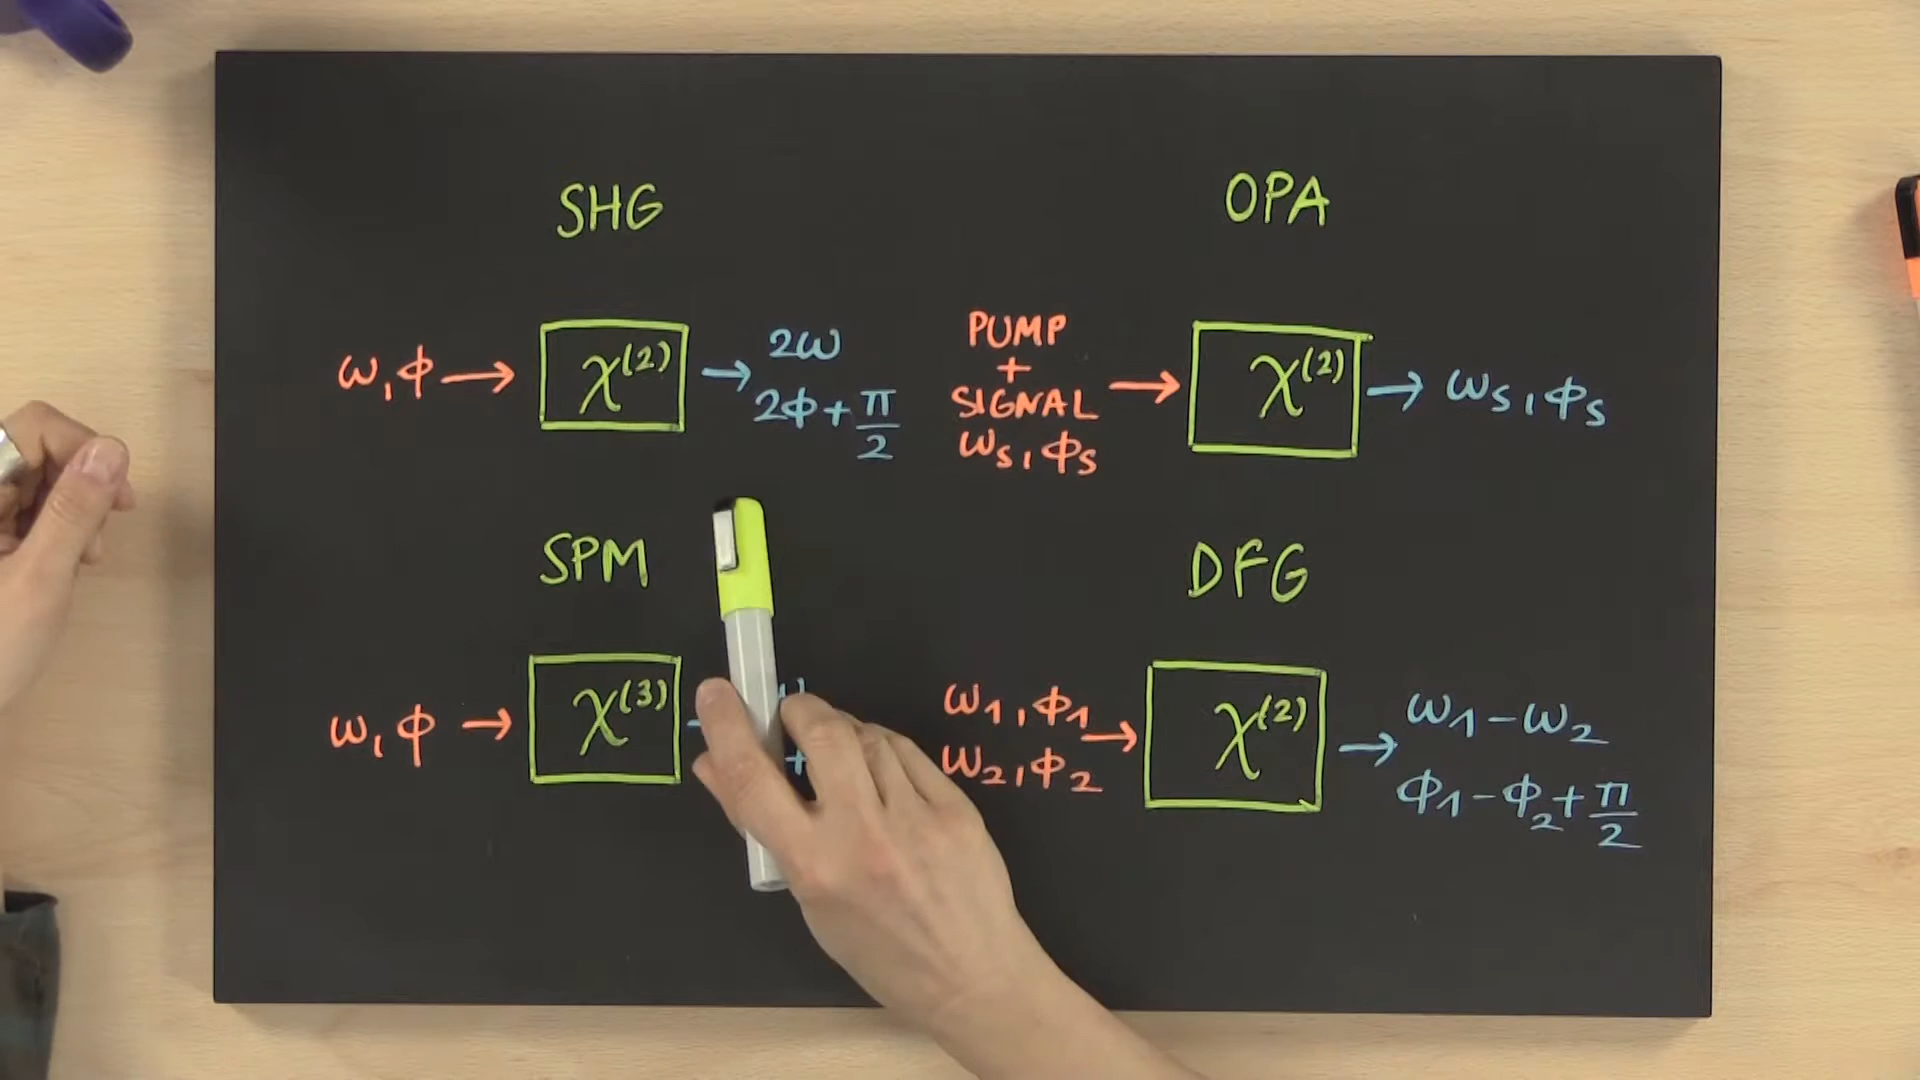 SHG
ω, ϕ → χ⁽²⁾ → 2ω
2ϕ + π/2
OPA
PUMP
+
SIGNAL
ωs, ϕs → χ⁽²⁾ → ωs, ϕs
SPM
ω, ϕ → χ⁽³⁾
+
DFG
ω1, ϕ1
ω2, ϕ2 → χ⁽²⁾ → ω1 − ω2
ϕ1 − ϕ2 + π/2